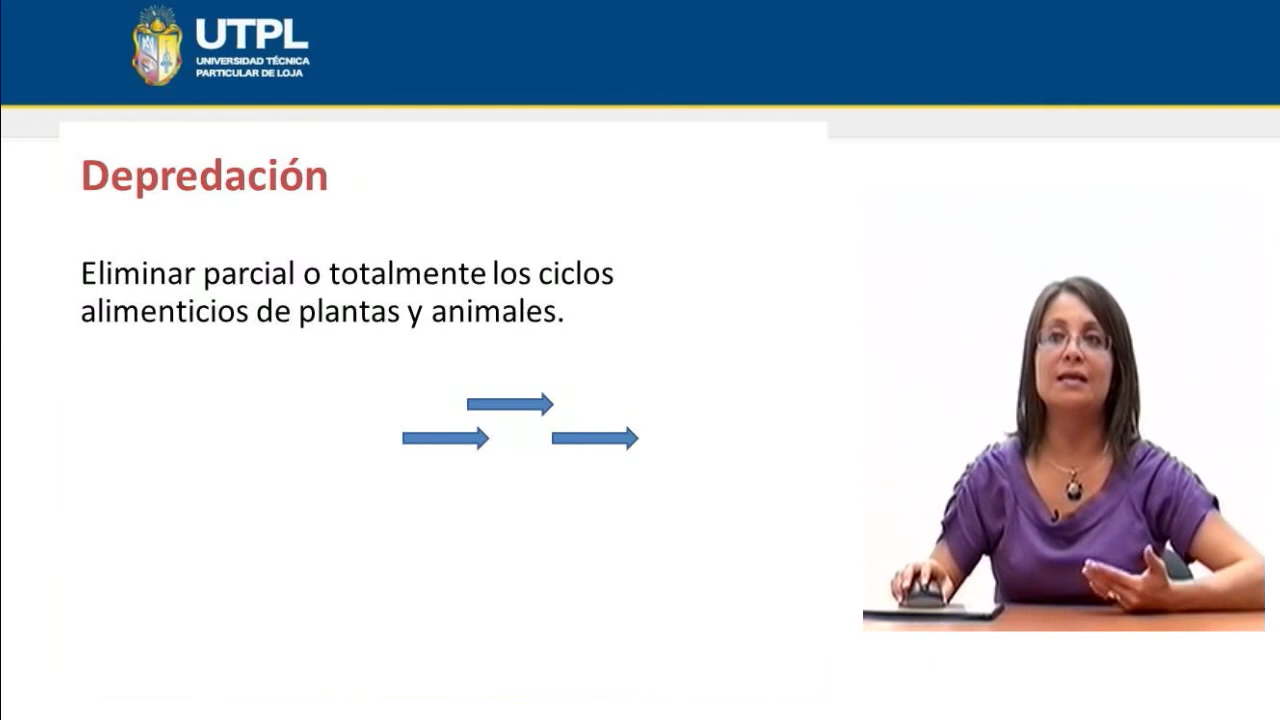 UTPL
UNIVERSIDAD TÉCNICA
PARTICULAR DE LOJA
Depredación
Eliminar parcial o totalmente los ciclos
alimenticios de plantas y animales.